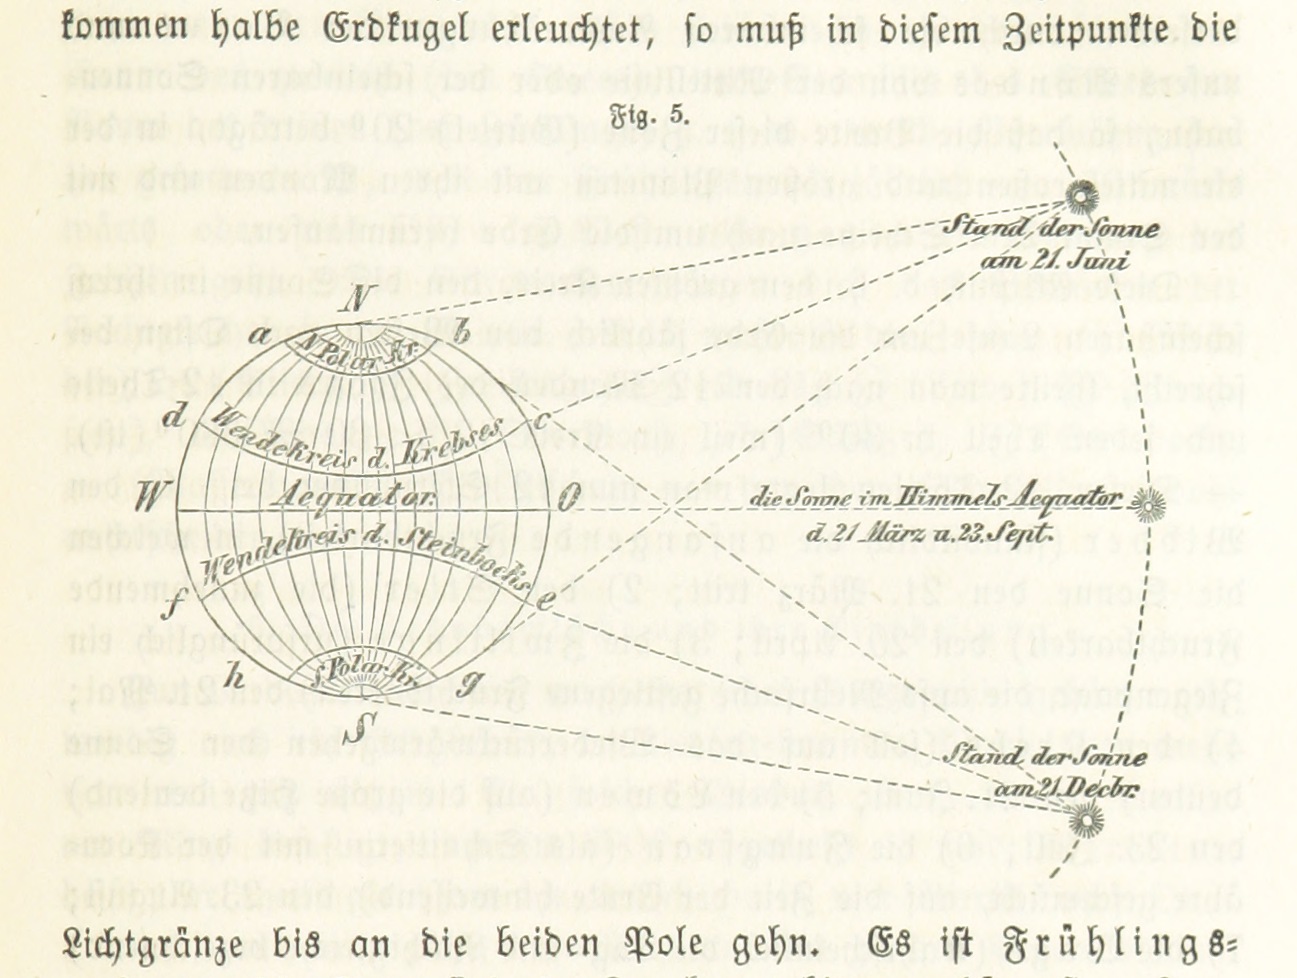 kommen halbe Erdkugel erleuchtet, so muß in diesem Zeitpunkte die
Fig. 5.
Stand der Sonne
am 21. Juni
N
a
b
N Polar Kr.
d
c
Wendekreis d. Krebses
W
Aequator.
O
die Sonne im Himmels Aequator
d. 21 März u. 23. Sept.
Wendekreis d. Steinbocks.
f
e
h
g
S Polar kr.
S
Stand der Sonne
am 21. Decbr.
Lichtgränze bis an die beiden Pole gehn. Es ist Frühlings-